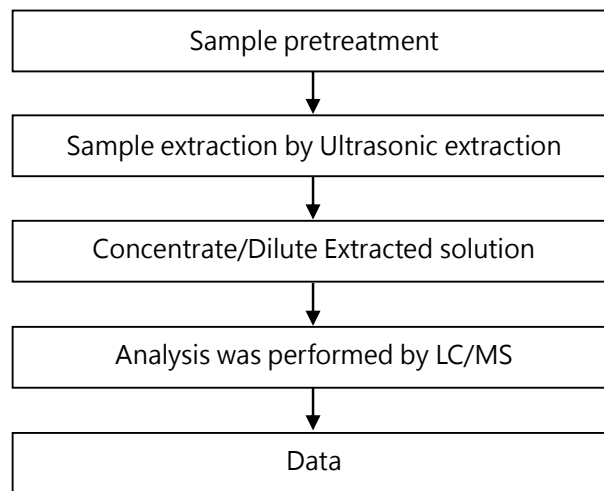 Sample pretreatment
Sample extraction by Ultrasonic extraction
Concentrate/Dilute Extracted solution
Analysis was performed by LC/MS
Data